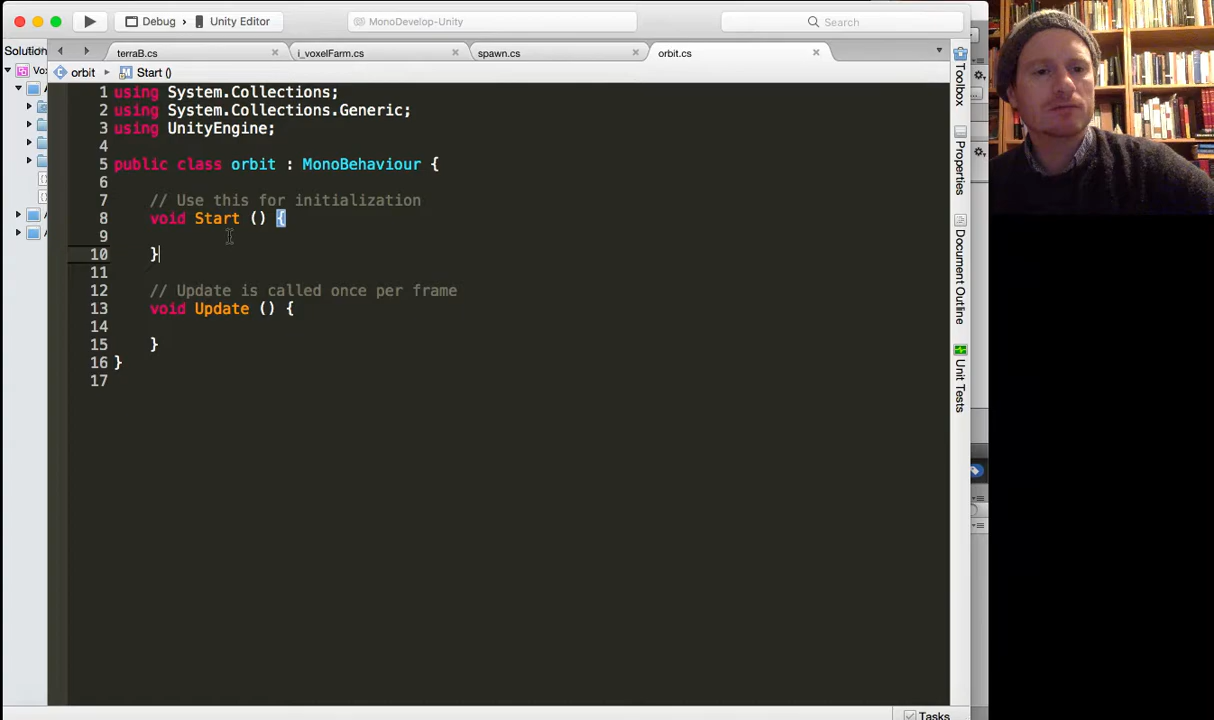 Debug
Unity Editor
MonoDevelop-Unity
Search
Solution
terraB.cs
i_voxelFarm.cs
spawn.cs
orbit.cs
orbit
Start ()
Vox
1 using System.Collections;
2 using System.Collections.Generic;
3 using UnityEngine;
4
5 public class orbit : MonoBehaviour {
6
7 // Use this for initialization
8 void Start () {
9
10 }
11
12 // Update is called once per frame
13 void Update () {
14
15 }
16 }
17
Toolbox
Properties
Document Outline
Unit Tests
Tasks